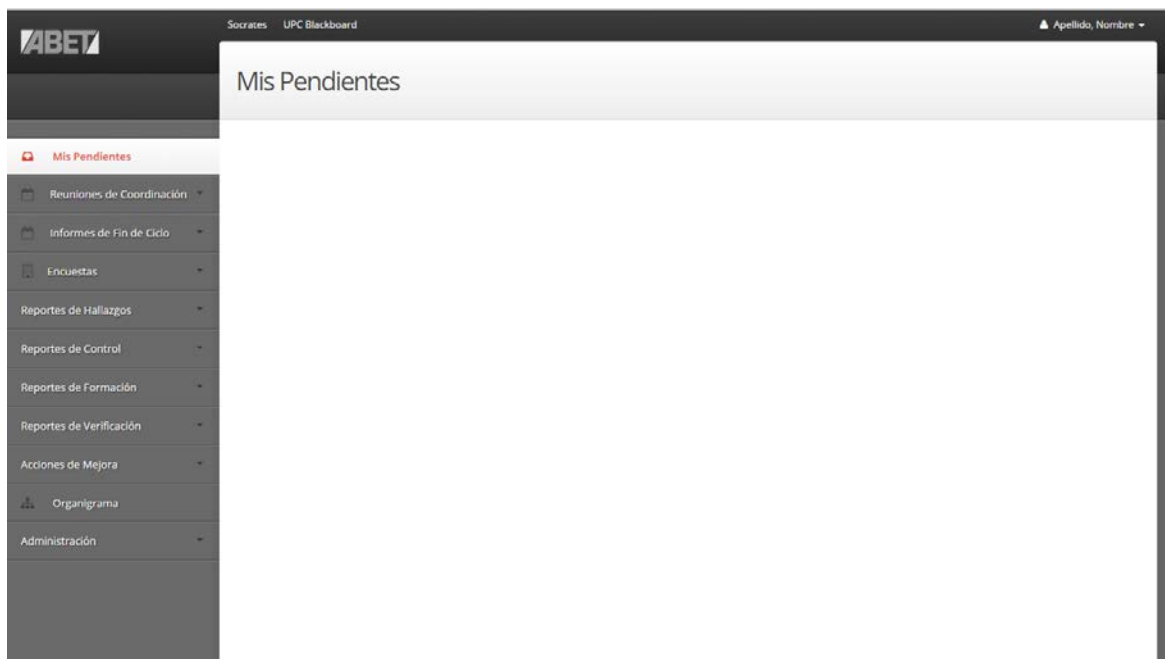 ABET
Socrates UPC Blackboard
Apellido, Nombre
Mis Pendientes
Mis Pendientes
Reuniones de Coordinación
Informes de Fin de Ciclo
Encuestas
Reportes de Hallazgos
Reportes de Control
Reportes de Formación
Reportes de Verificación
Acciones de Mejora
Organigrama
Administración